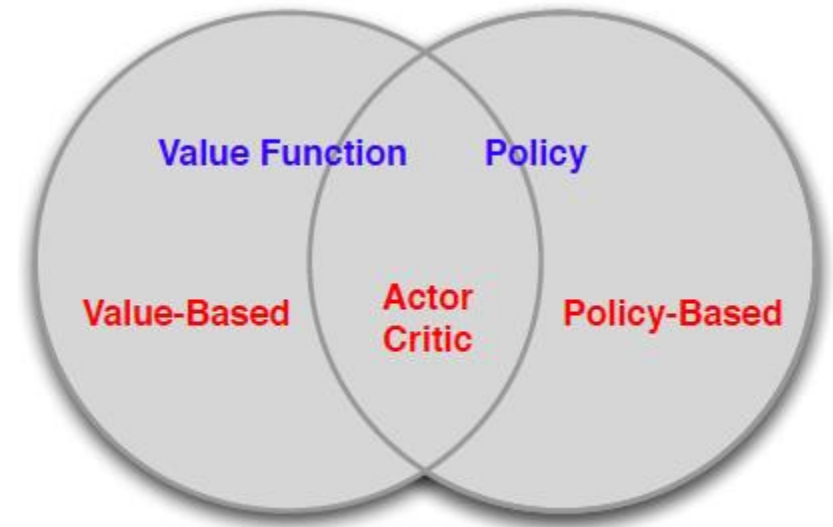 Value Function Policy
Value-Based
Actor
Critic
Policy-Based